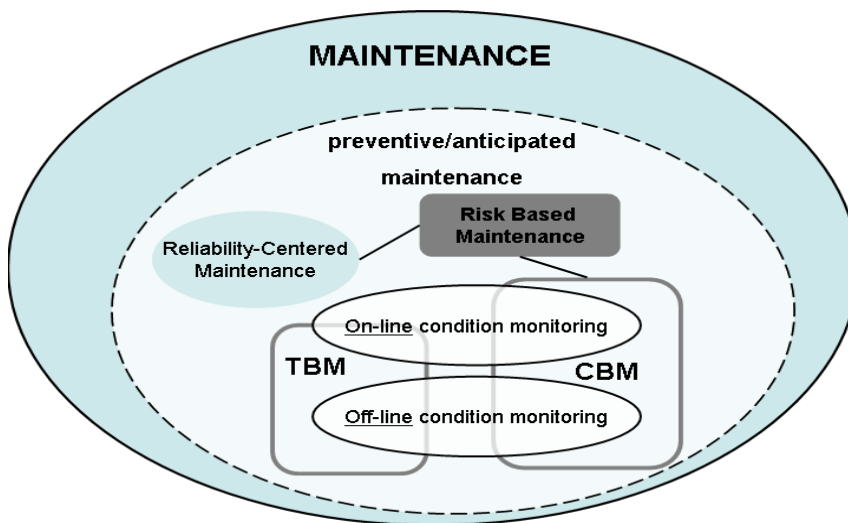 MAINTENANCE
preventive/anticipated
maintenance
Risk Based
Maintenance
Reliability-Centered
Maintenance
On-line condition monitoring
TBM
CBM
Off-line condition monitoring